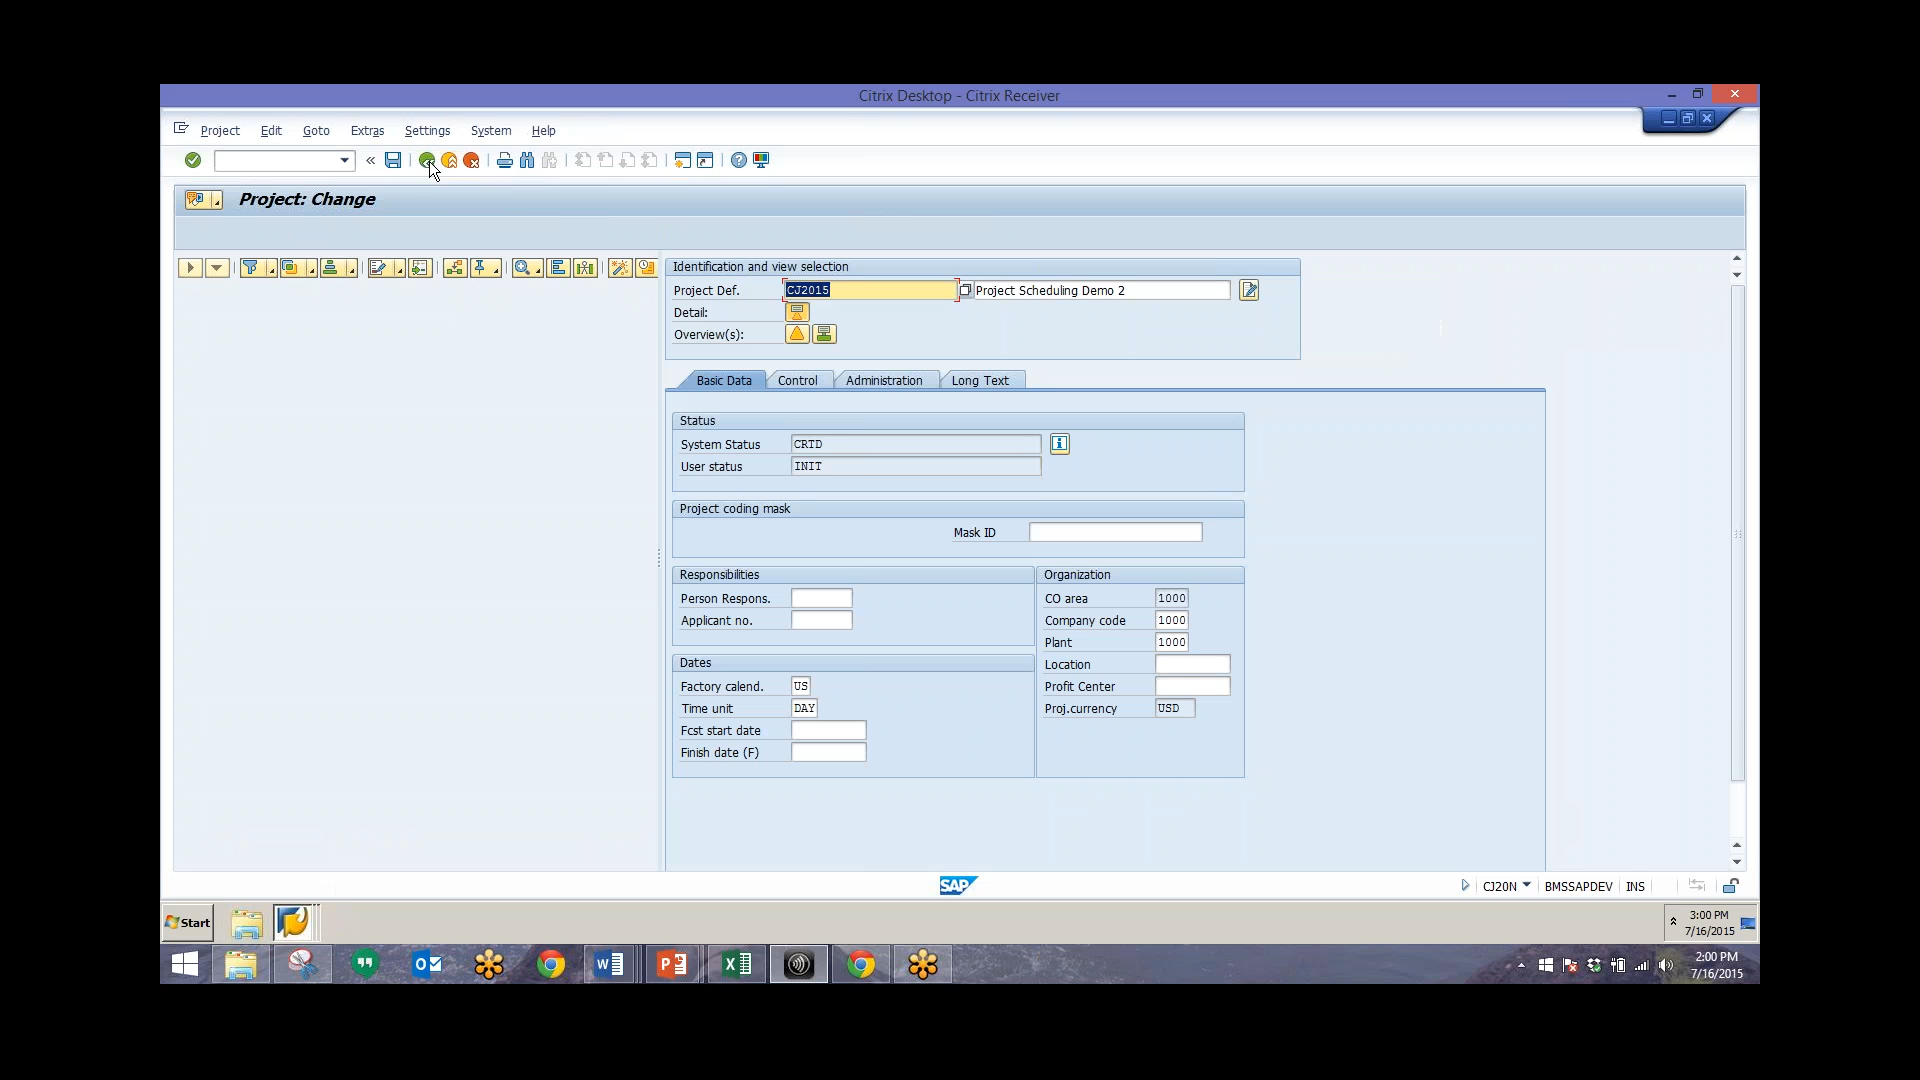 Citrix Desktop - Citrix Receiver
Project Edit Goto Extras Settings System Help
Project: Change
Identification and view selection
Project Def. CJ2015 Project Scheduling Demo 2
Detail:
Overview(s):
Basic Data Control Administration Long Text
Status
System Status CRTD
User status INIT
Project coding mask
Mask ID
Responsibilities
Person Respons.
Applicant no.
Organization
CO area 1000
Company code 1000
Plant 1000
Location
Profit Center
Proj.currency USD
Dates
Factory calend. US
Time unit DAY
Fcst start date
Finish date (F)
SAP CJ20N BMSSAPDEV INS
Start
3:00 PM
7/16/2015
2:00 PM
7/16/2015